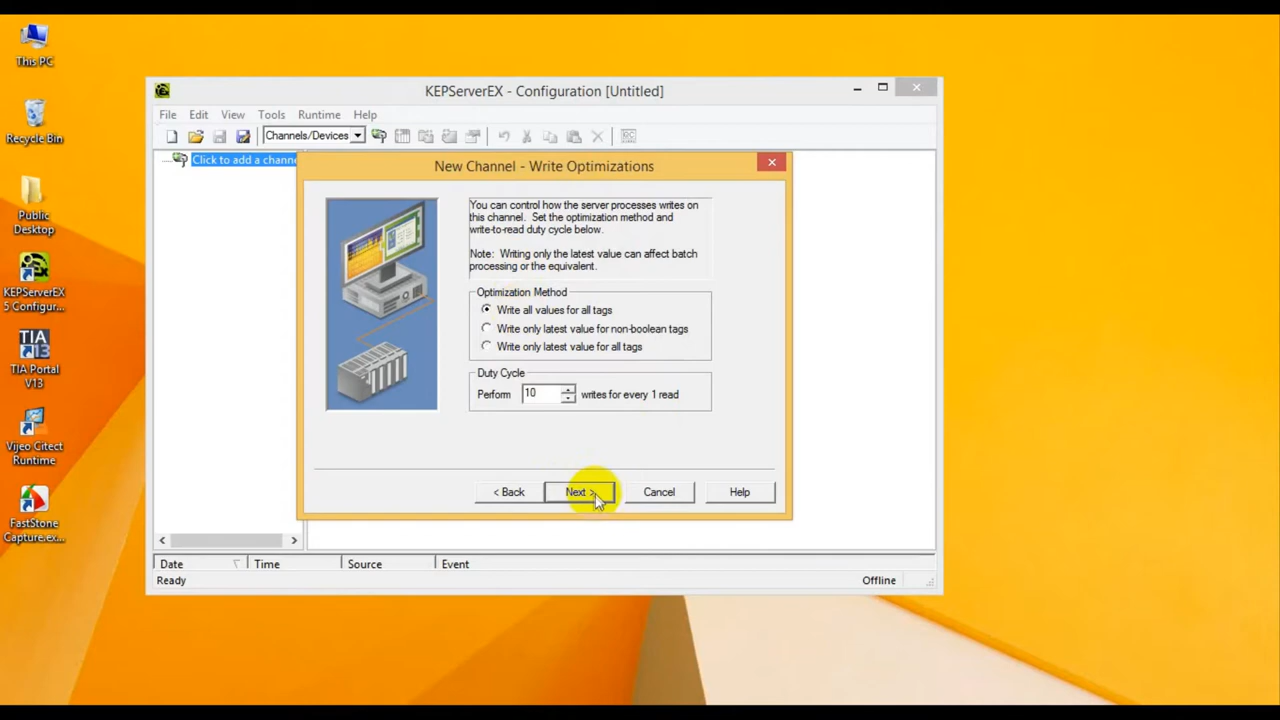 This PC
Recycle Bin
Public
Desktop
KEPServerEX
5 Configur...
TIA Portal
V13
Vijeo Citect
Runtime
FastStone
Capture.ex...
KEPServerEX - Configuration [Untitled]
File Edit View Tools Runtime Help
Channels/Devices
Click to add a channe
New Channel - Write Optimizations
You can control how the server processes writes on
this channel. Set the optimization method and
write-to-read duty cycle below.
Note: Writing only the latest value can affect batch
processing or the equivalent.
Optimization Method
Write all values for all tags
Write only latest value for non-boolean tags
Write only latest value for all tags
Duty Cycle
Perform 10 writes for every 1 read
< Back Next > Cancel Help
Date Time Source Event
Ready Offline